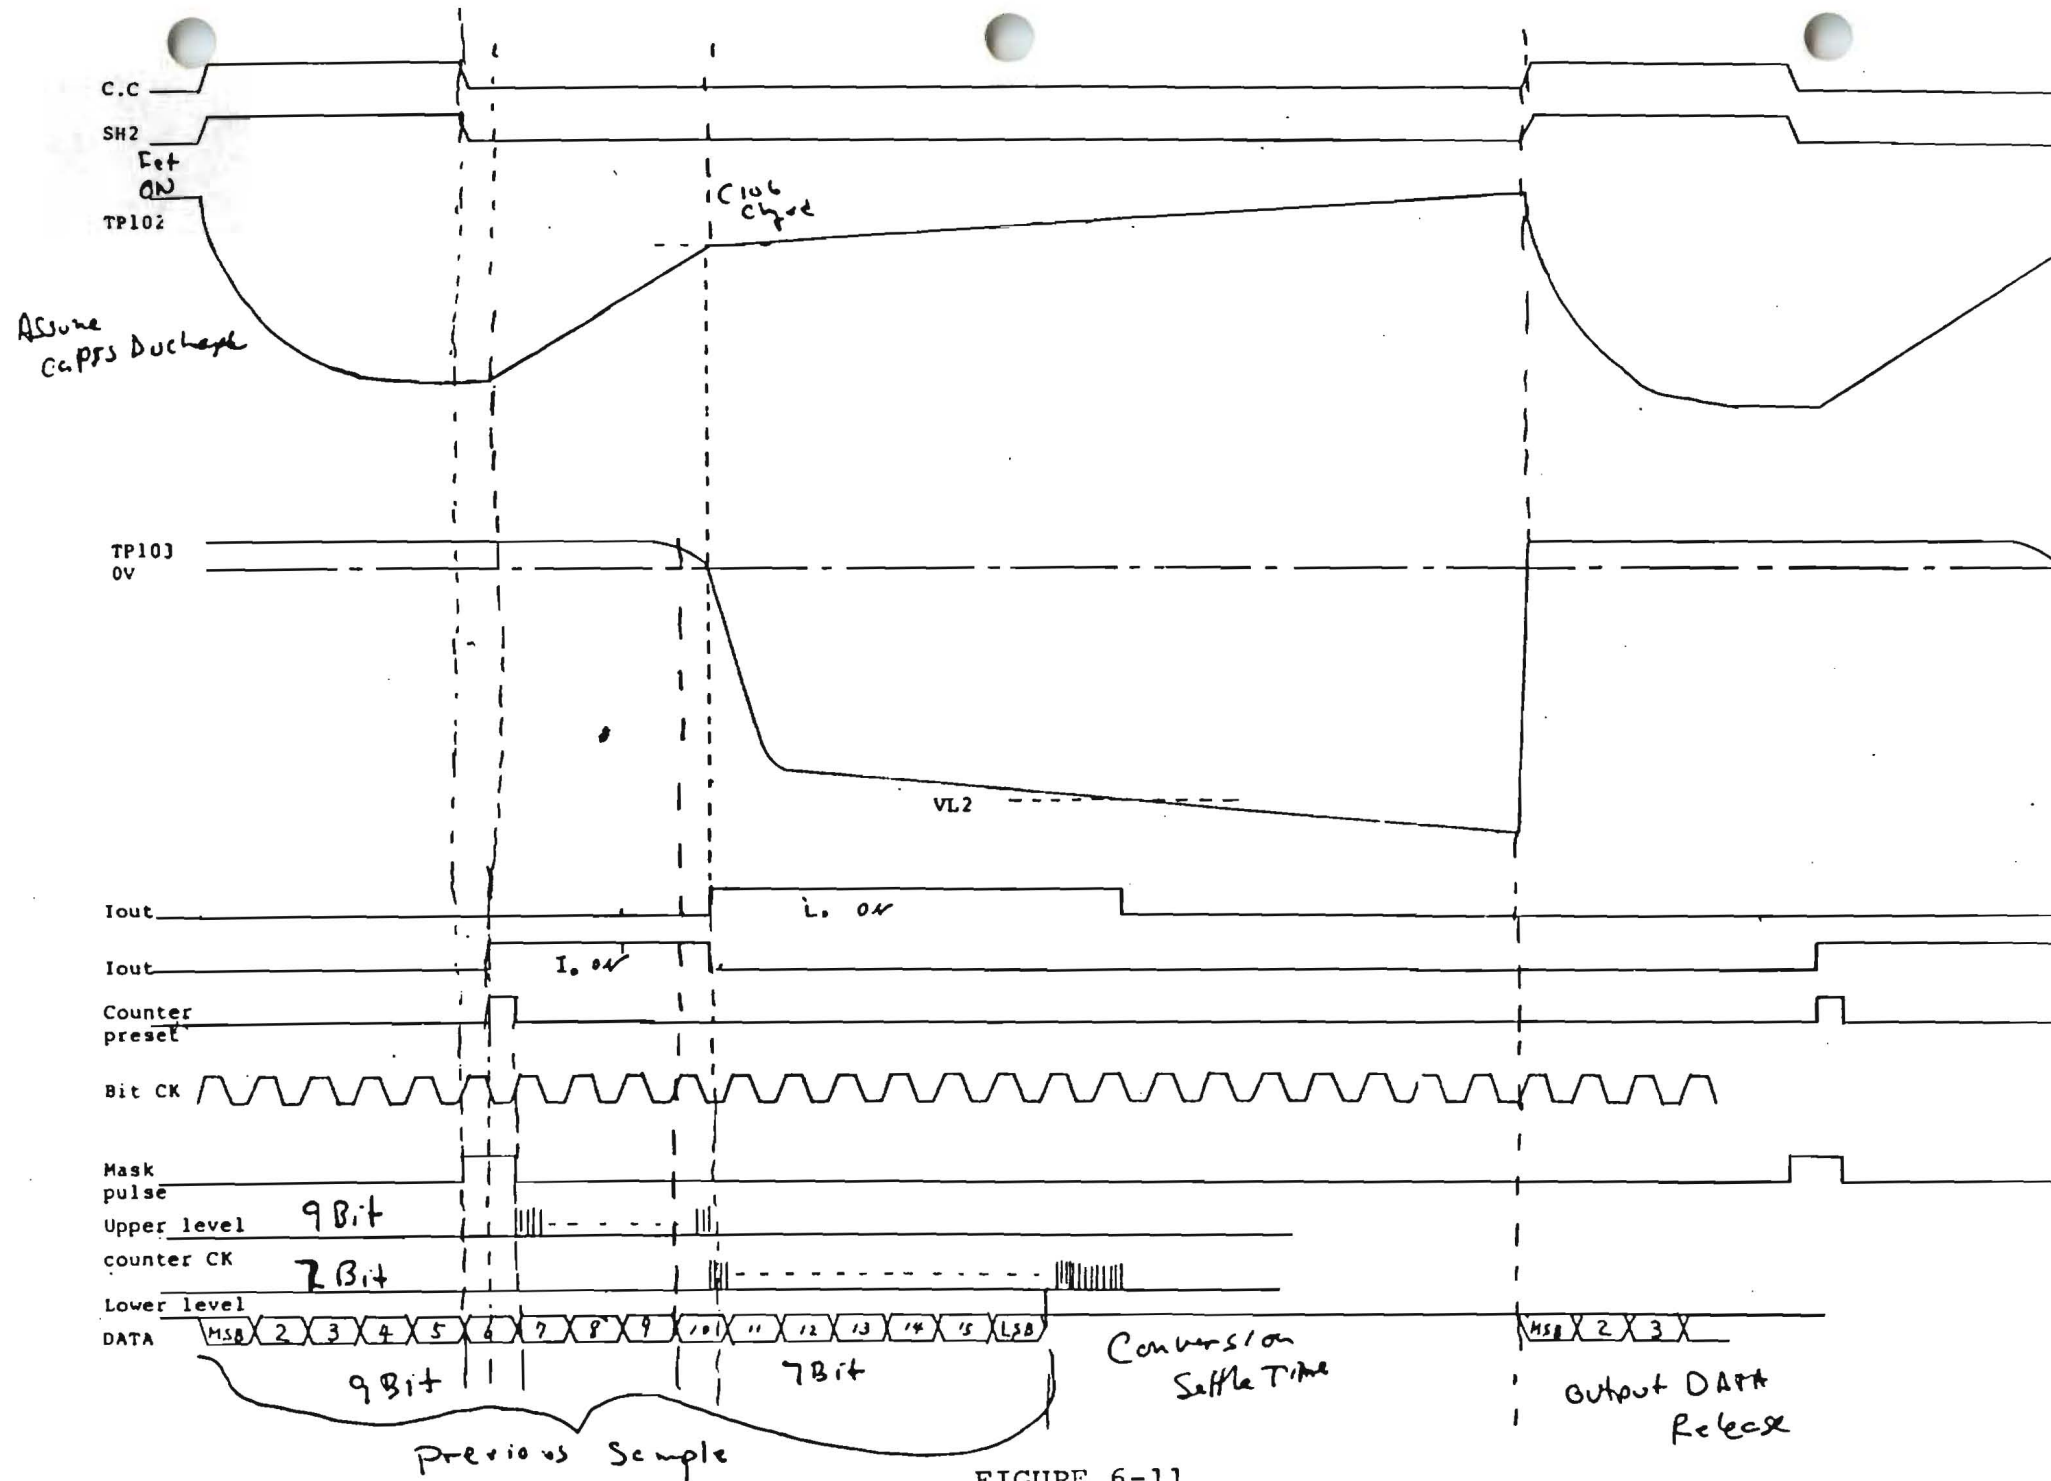 C.C
SH2
Fet
ON
TP102
C106
Assume
TP103
0V
VL2
Iout
i. ON
Iout
I. ON
Counter
preset
Bit CK
Mask
pulse
9 Bit
Upper level
counter CK
7 Bit
Lower level
DATA
MSB 2 3 4 5 6 7 8 9 10 11 12 13 14 15 LSB
MSB 2 3
9 Bit
7 Bit
Conversion
Settle Time
Output DATA
Release
Previous Sample
FIGURE 6-11